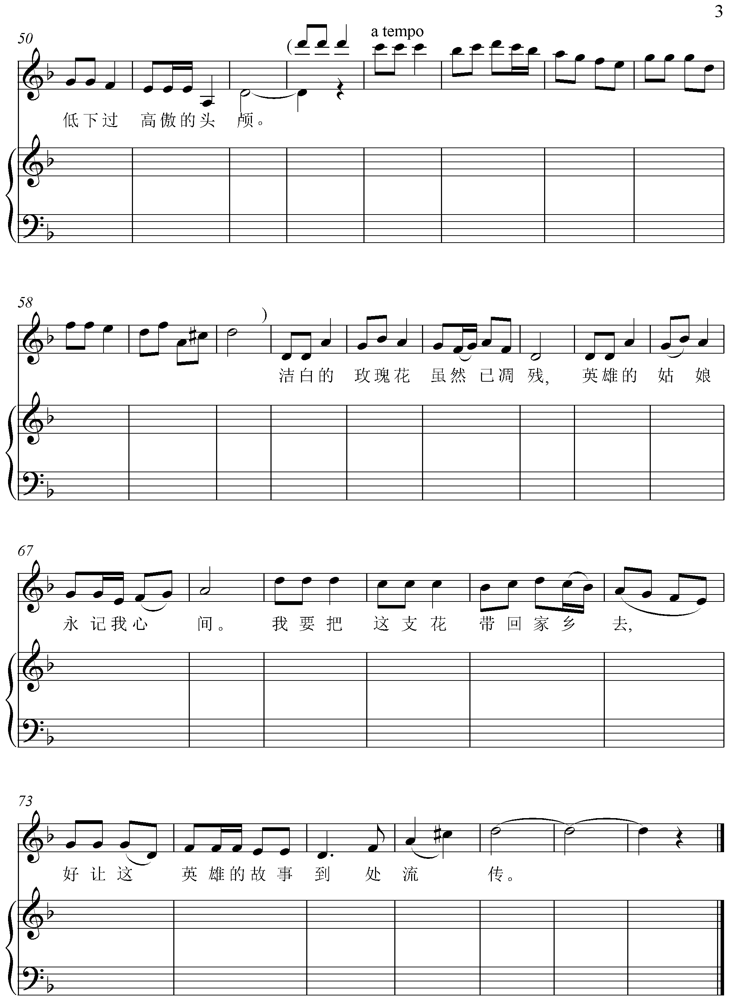 3
50
a tempo
低下过 高傲的头 颅。
58
洁白的 玫瑰花 虽然 已凋 残, 英雄的 姑 娘
67
永 记我心 间。 我 要 把 这 支 花 带 回 家 乡 去,
73
好 让 这 英 雄的 故 事 到 处 流 传。